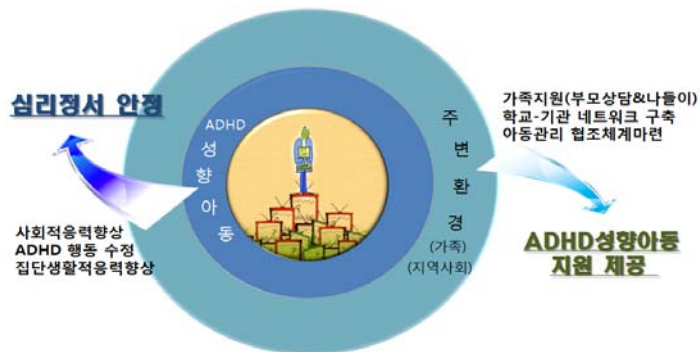 심리정서 안정
사회적응력향상
ADHD 행동 수정
집단생활적응력향상
ADHD
성
향
아
동
주
변
환
경
(가족)
(지역사회)
가족지원(부모상담&나들이)
학교-기관 네트워크 구축
아동관리 협조체계마련
ADHD성향아동
지원 제공